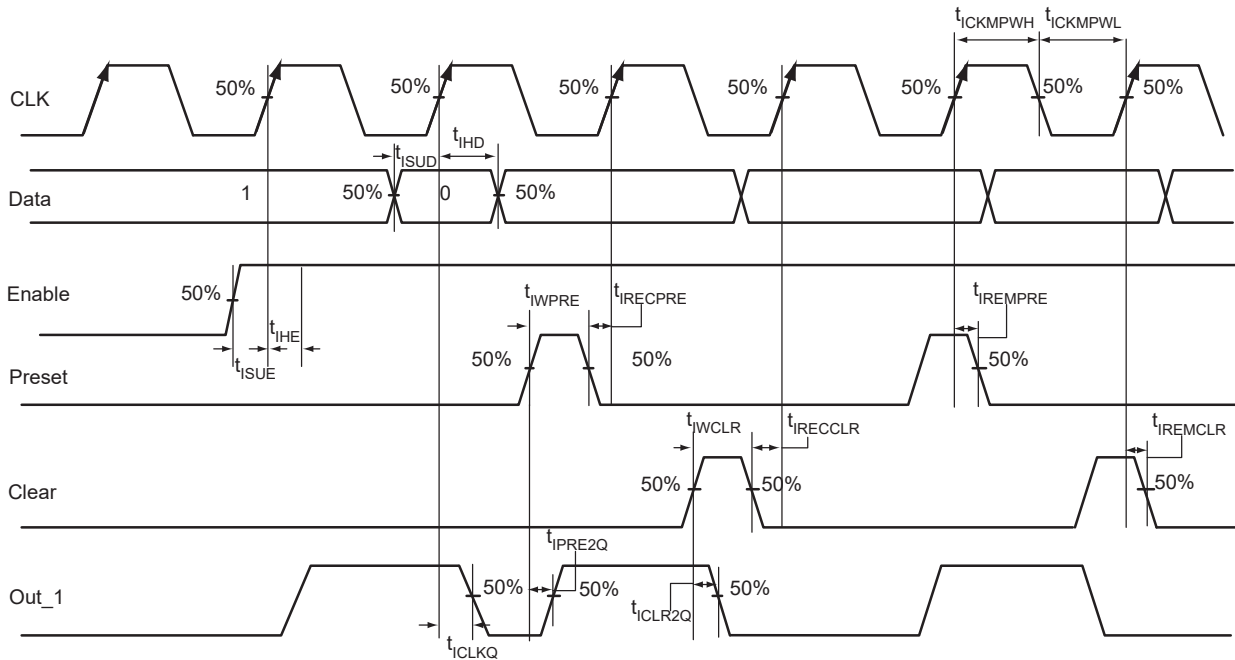 tICKMPWH tICKMPWL
CLK 50% 50% 50% 50% 50% 50% 50%
tISUD tIHD
Data 1 50% 0 50%
Enable 50%
tIHE tISUE
tIWPRE tIRECPRE tIREMPRE
Preset 50% 50% 50%
tIWCLR tIRECCLR tIREMCLR
Clear 50% 50% 50%
tIPRE2Q
Out_1 50% 50% 50%
tICLR2Q
tICLKQ